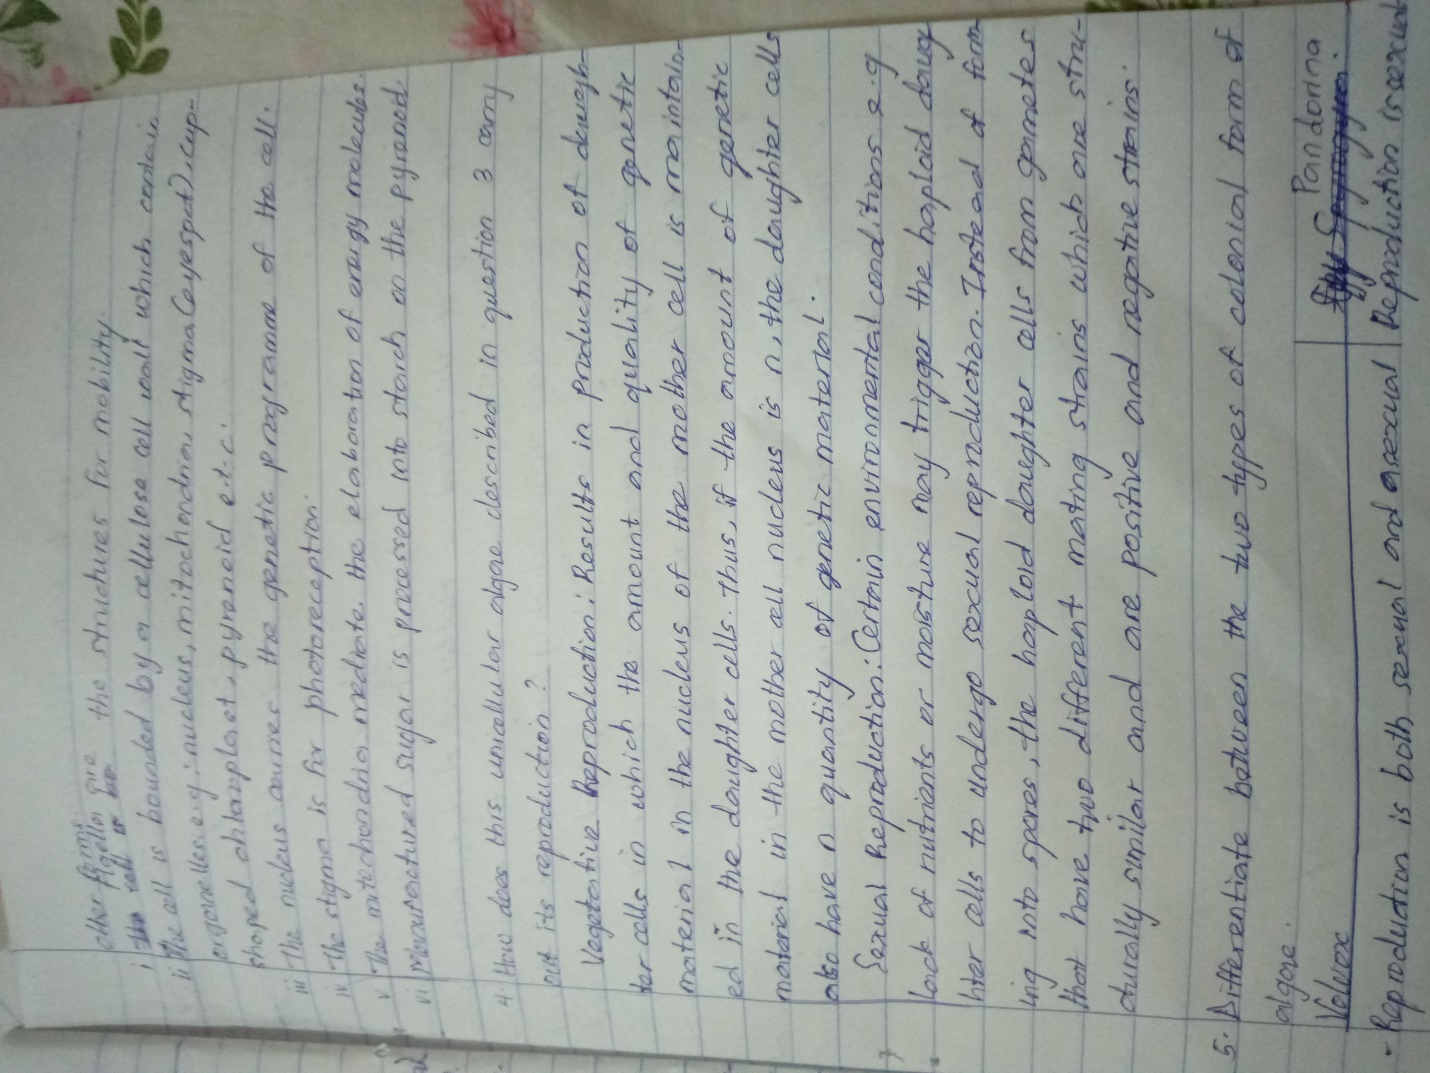 other forms
i flagellar are the structures for mobility.
ii The cell is bounded by a cellulose cell wall which contain
organelles e.g; nucleus, mitochondrion, stigma (eyespot), cup-
shaped chloroplast, pyrenoid e.t.c.
iii The nucleus carries the genetic programme of the cell.
iv The stigma is for photoreception.
v The mitochondria mediate the elaboration of energy molecules.
vi Manufactured sugar is processed into starch on the pyrenoid.
4. How does this unicellular algae described in question 3 carry
out its reproduction?
Vegetative Reproduction: Results in production of daugh-
ter cells in which the amount and quality of genetic
material in the nucleus of the mother cell is maintain-
ed in the daughter cells. Thus, if the amount of genetic
material in the mother cell nucleus is n, the daughter cells
also have n quantity of genetic material.
Sexual Reproduction: Certain environmental conditions e.g
lack of nutrients or moisture may trigger the haploid daug
hter cells to undergo sexual reproduction. Instead of form
ing into spores, the haploid daughter cells from gametes
that have two different mating strains which are stru-
cturally similar and are positive and negative strains.
5. Differentiate between the two types of colonial form of
algae.
Volvox Pandorina
- Reproduction is both sexual and asexual Reproduction is sexual